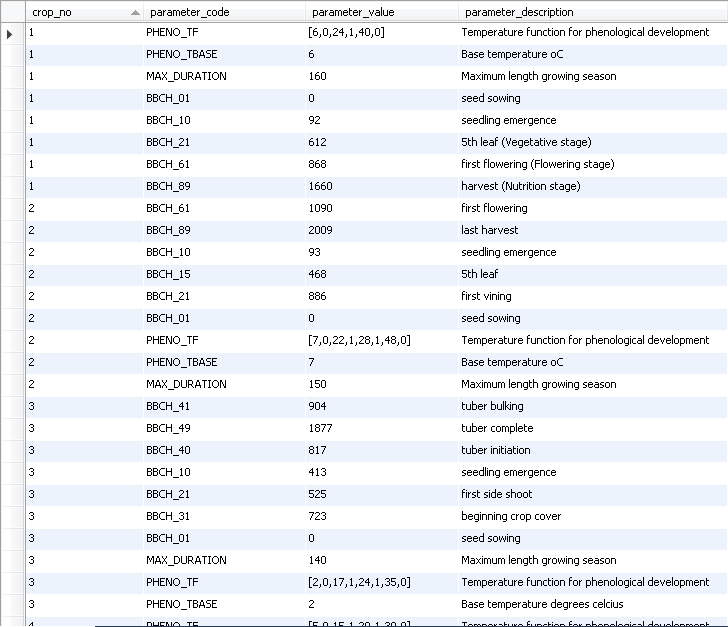 crop_no parameter_code parameter_value parameter_description
1 PHENO_TF [6,0,24,1,40,0] Temperature function for phenological development
1 PHENO_TBASE 6 Base temperature oC
1 MAX_DURATION 160 Maximum length growing season
1 BBCH_01 0 seed sowing
1 BBCH_10 92 seedling emergence
1 BBCH_21 612 5th leaf (Vegetative stage)
1 BBCH_61 868 first flowering (Flowering stage)
1 BBCH_89 1660 harvest (Nutrition stage)
2 BBCH_61 1090 first flowering
2 BBCH_89 2009 last harvest
2 BBCH_10 93 seedling emergence
2 BBCH_15 468 5th leaf
2 BBCH_21 886 first vining
2 BBCH_01 0 seed sowing
2 PHENO_TF [7,0,22,1,28,1,48,0] Temperature function for phenological development
2 PHENO_TBASE 7 Base temperature oC
2 MAX_DURATION 150 Maximum length growing season
3 BBCH_41 904 tuber bulking
3 BBCH_49 1877 tuber complete
3 BBCH_40 817 tuber initiation
3 BBCH_10 413 seedling emergence
3 BBCH_21 525 first side shoot
3 BBCH_31 723 beginning crop cover
3 BBCH_01 0 seed sowing
3 MAX_DURATION 140 Maximum length growing season
3 PHENO_TF [2,0,17,1,24,1,35,0] Temperature function for phenological development
3 PHENO_TBASE 2 Base temperature degrees celcius
4 PHENO_TF Temperature function for phenological development